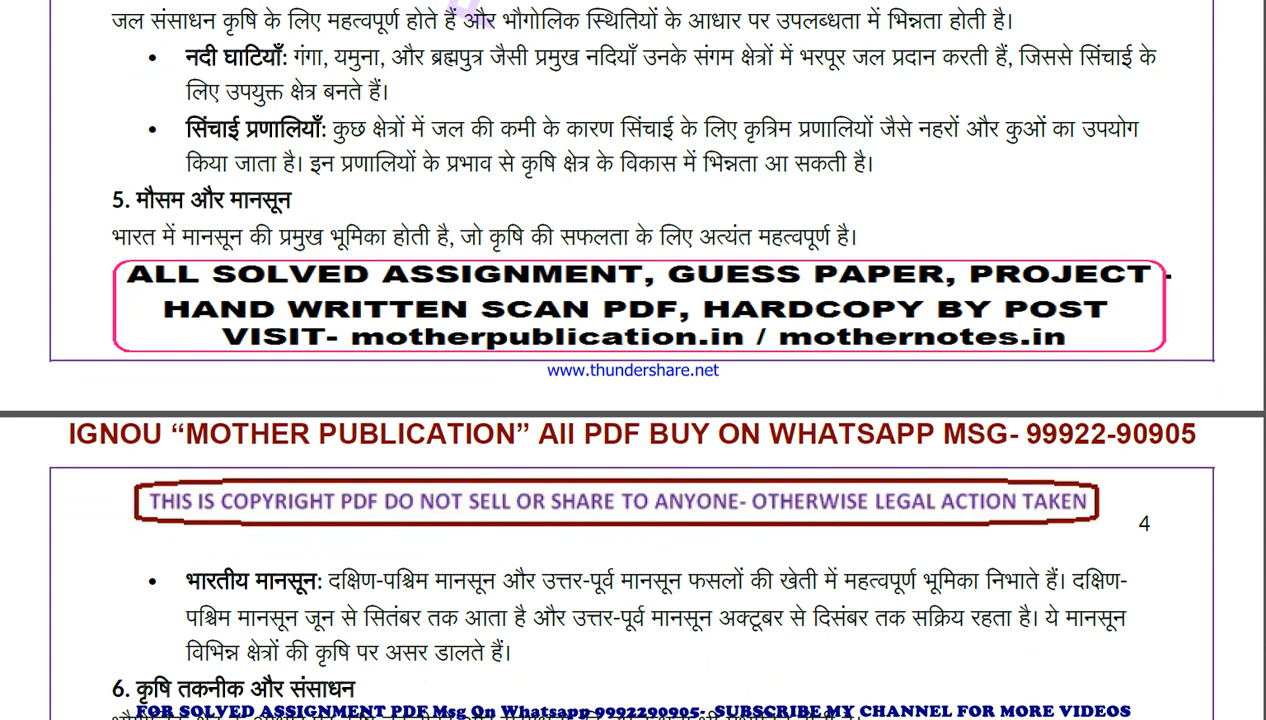 जल संसाधन कृषि के लिए महत्वपूर्ण होते हैं और भौगोलिक स्थितियों के आधार पर उपलब्धता में भिन्नता होती है।
• नदी घाटियाँ: गंगा, यमुना, और ब्रह्मपुत्र जैसी प्रमुख नदियाँ उनके संगम क्षेत्रों में भरपूर जल प्रदान करती हैं, जिससे सिंचाई के
लिए उपयुक्त क्षेत्र बनते हैं।
• सिंचाई प्रणालियाँ: कुछ क्षेत्रों में जल की कमी के कारण सिंचाई के लिए कृत्रिम प्रणालियों जैसे नहरों और कुओं का उपयोग
किया जाता है। इन प्रणालियों के प्रभाव से कृषि क्षेत्र के विकास में भिन्नता आ सकती है।
5. मौसम और मानसून
भारत में मानसून की प्रमुख भूमिका होती है, जो कृषि की सफलता के लिए अत्यंत महत्वपूर्ण है।
ALL SOLVED ASSIGNMENT, GUESS PAPER, PROJECT -
HAND WRITTEN SCAN PDF, HARDCOPY BY POST
VISIT- motherpublication.in / mothernotes.in
www.thundershare.net
IGNOU “MOTHER PUBLICATION” All PDF BUY ON WHATSAPP MSG- 99922-90905
THIS IS COPYRIGHT PDF DO NOT SELL OR SHARE TO ANYONE- OTHERWISE LEGAL ACTION TAKEN
4
• भारतीय मानसून: दक्षिण-पश्चिम मानसून और उत्तर-पूर्व मानसून फसलों की खेती में महत्वपूर्ण भूमिका निभाते हैं। दक्षिण-
पश्चिम मानसून जून से सितंबर तक आता है और उत्तर-पूर्व मानसून अक्टूबर से दिसंबर तक सक्रिय रहता है। ये मानसून
विभिन्न क्षेत्रों की कृषि पर असर डालते हैं।
6. कृषि तकनीक और संसाधन
FOR SOLVED ASSIGNMENT PDF Msg On Whatsapp 9992290905- SUBSCRIBE MY CHANNEL FOR MORE VIDEOS